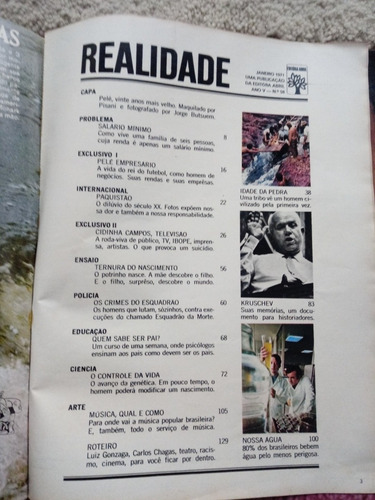 AS
REALIDADE
EDITORA ABRIL
JANEIRO 1971
UMA PUBLICAÇÃO
DA EDITORA ABRIL
ANO V — N.º 58
CAPA
Pelé, vinte anos mais velho. Maquilado por
Pisani e fotografado por Jorge Butsuem.
PROBLEMA
SALÁRIO MÍNIMO 8
Como vive uma família de seis pessoas,
cuja renda é apenas um salário mínimo.
EXCLUSIVO I
PELÉ EMPRESÁRIO 16
A vida do rei do futebol, como homem de
negócios. Suas rendas e suas emprêsas.
INTERNACIONAL
PAQUISTÃO 22
O dilúvio do século XX. Fotos expõem nos-
sa dor e também a nossa responsabilidade.
EXCLUSIVO II
CIDINHA CAMPOS, TELEVISÃO 26
A roda-viva de público, TV, IBOPE, impren-
sa, artistas. O que provoca um suicídio.
ENSAIO
TERNURA DO NASCIMENTO 56
O potrinho nasce. A mãe descobre o filho.
E o filho, surprêso, descobre o mundo.
POLÍCIA
OS CRIMES DO ESQUADRÃO 60
Os homens que lutam, sòzinhos, contra exe-
cuções do chamado Esquadrão da Morte.
EDUCAÇÃO
QUEM SABE SER PAI? 68
Um curso de uma semana, onde psicólogos
ensinam aos pais como devem ser os pais.
CIÊNCIA
O CONTRÔLE DA VIDA 72
O avanço da genética. Em pouco tempo, o
homem poderá modificar um nascimento.
ARTE
MÚSICA, QUAL E COMO 105
Para onde vai a música popular brasileira?
E, também, todo o serviço de música.
ROTEIRO 129
Luiz Gonzaga, Carlos Chagas, teatro, racis-
mo, cinema, para você ficar por dentro.
IDADE DA PEDRA 38
Uma tribo vê um homem ci-
vilizado pela primeira vez.
KRUSCHEV 83
Suas memórias, um docu-
mento para historiadores.
NOSSA ÁGUA 100
80% dos brasileiros bebem
água pelo menos perigosa.
3